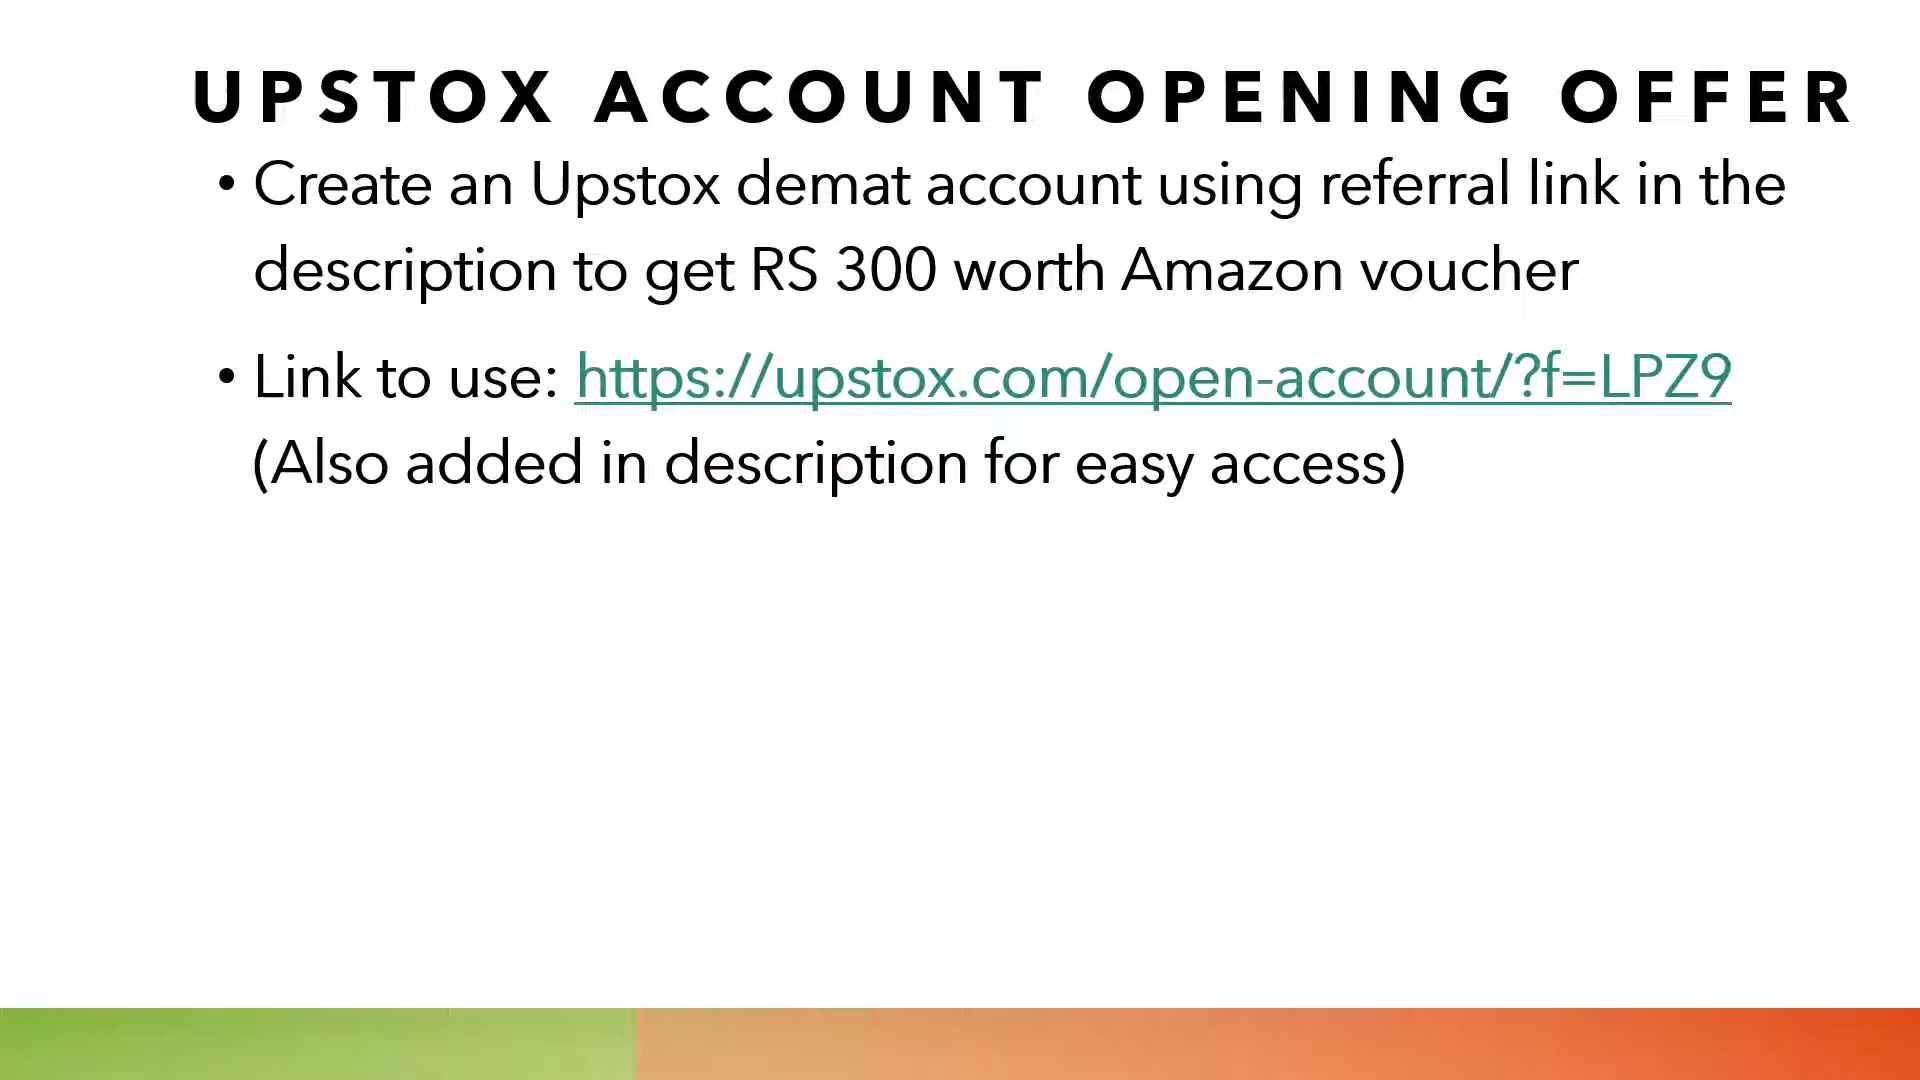 UPSTOX ACCOUNT OPENING OFFER
• Create an Upstox demat account using referral link in the
description to get RS 300 worth Amazon voucher
• Link to use: https://upstox.com/open-account/?f=LPZ9
(Also added in description for easy access)